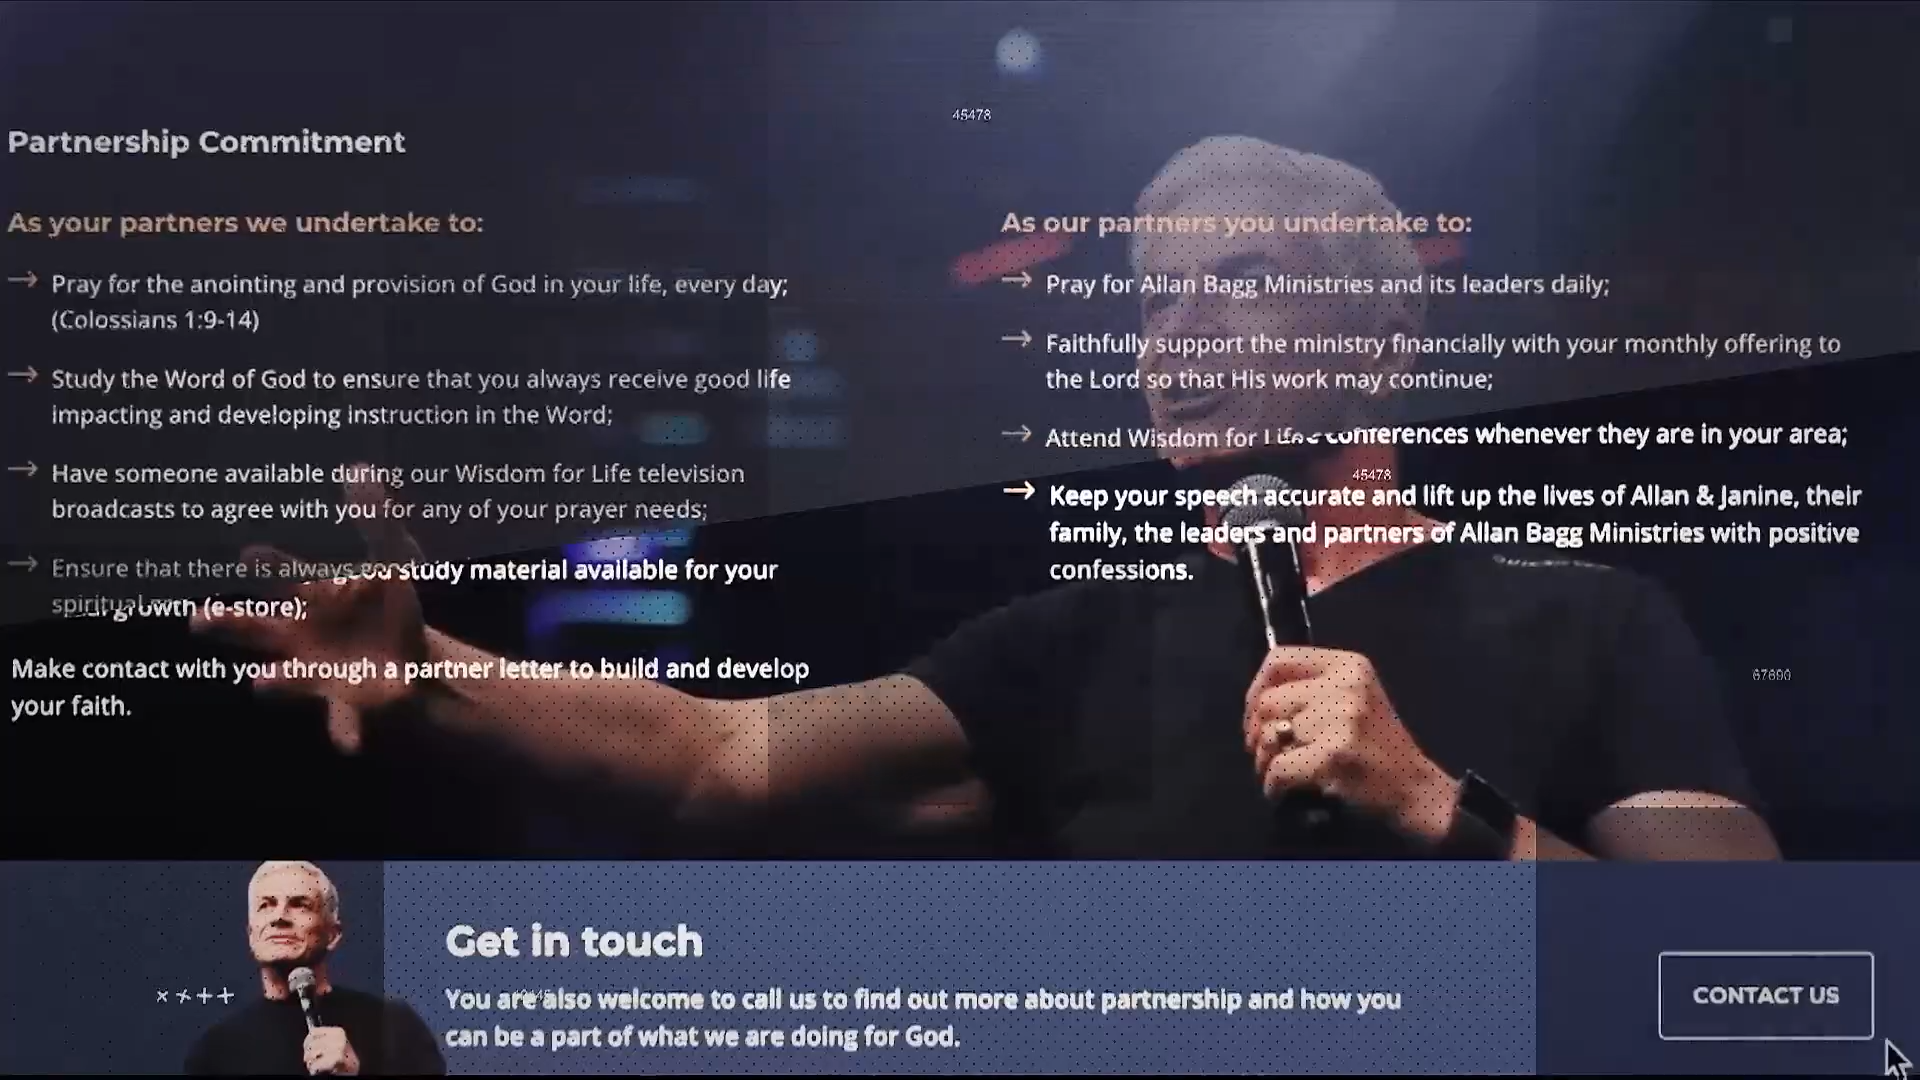 45478
Partnership Commitment
As your partners we undertake to:
Pray for the anointing and provision of God in your life, every day;
(Colossians 1:9-14)
Study the Word of God to ensure that you always receive good life
impacting and developing instruction in the Word;
Have someone available during our Wisdom for Life television
broadcasts to agree with you for any of your prayer needs;
Ensure that there is always study material available for your
growth (e-store);
Make contact with you through a partner letter to build and develop
your faith.
As our partners you undertake to:
Pray for Allan Bagg Ministries and its leaders daily;
Faithfully support the ministry financially with your monthly offering to
the Lord so that His work may continue;
Attend Wisdom for Life conferences whenever they are in your area;
45478
Keep your speech accurate and lift up the lives of Allan & Janine, their
family, the leaders and partners of Allan Bagg Ministries with positive
confessions.
67890
Get in touch
You are also welcome to call us to find out more about partnership and how you
can be a part of what we are doing for God.
CONTACT US